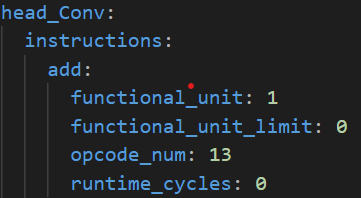 head_Conv:
instructions:
add:
functional_unit: 1
functional_unit_limit: 0
opcode_num: 13
runtime_cycles: 0